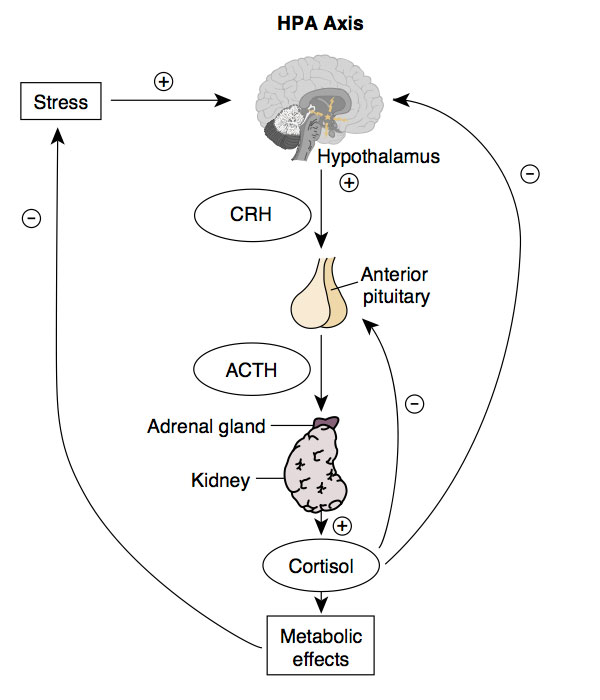 HPA Axis
+
Stress
Hypothalamus
−
+
−
CRH
Anterior
pituitary
ACTH
−
Adrenal gland
Kidney
+
Cortisol
Metabolic
effects